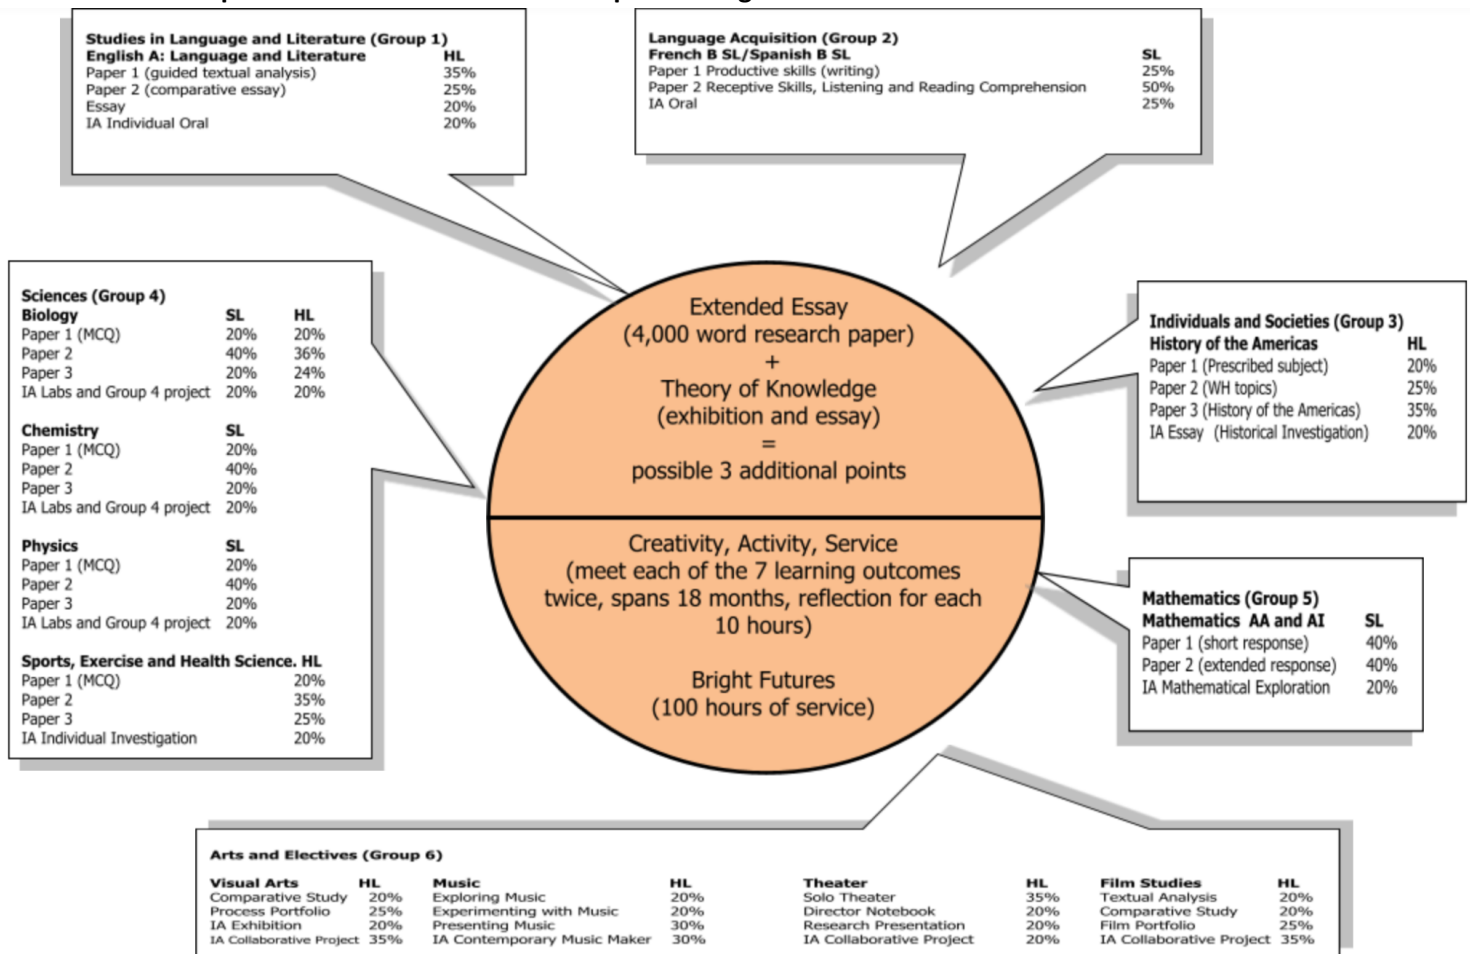 Studies in Language and Literature (Group 1)
English A: Language and Literature HL
Paper 1 (guided textual analysis) 35%
Paper 2 (comparative essay) 25%
Essay 20%
IA Individual Oral 20%
Language Acquisition (Group 2)
French B SL/Spanish B SL SL
Paper 1 Productive skills (writing) 25%
Paper 2 Receptive Skills, Listening and Reading Comprehension 50%
IA Oral 25%
Sciences (Group 4)
Biology SL HL
Paper 1 (MCQ) 20% 20%
Paper 2 40% 36%
Paper 3 20% 24%
IA Labs and Group 4 project 20% 20%
Chemistry SL
Paper 1 (MCQ) 20%
Paper 2 40%
Paper 3 20%
IA Labs and Group 4 project 20%
Physics SL
Paper 1 (MCQ) 20%
Paper 2 40%
Paper 3 20%
IA Labs and Group 4 project 20%
Sports, Exercise and Health Science. HL
Paper 1 (MCQ) 20%
Paper 2 35%
Paper 3 25%
IA Individual Investigation 20%
Extended Essay
(4,000 word research paper)
+
Theory of Knowledge
(exhibition and essay)
=
possible 3 additional points
Creativity, Activity, Service
(meet each of the 7 learning outcomes
twice, spans 18 months, reflection for each
10 hours)
Bright Futures
(100 hours of service)
Individuals and Societies (Group 3)
History of the Americas HL
Paper 1 (Prescribed subject) 20%
Paper 2 (WH topics) 25%
Paper 3 (History of the Americas) 35%
IA Essay (Historical Investigation) 20%
Mathematics (Group 5)
Mathematics AA and AI SL
Paper 1 (short response) 40%
Paper 2 (extended response) 40%
IA Mathematical Exploration 20%
Arts and Electives (Group 6)
Visual Arts HL Music HL Theater HL Film Studies HL
Comparative Study 20% Exploring Music 20% Solo Theater 35% Textual Analysis 20%
Process Portfolio 25% Experimenting with Music 20% Director Notebook 20% Comparative Study 20%
IA Exhibition 20% Presenting Music 30% Research Presentation 20% Film Portfolio 25%
IA Collaborative Project 35% IA Contemporary Music Maker 30% IA Collaborative Project 20% IA Collaborative Project 35%